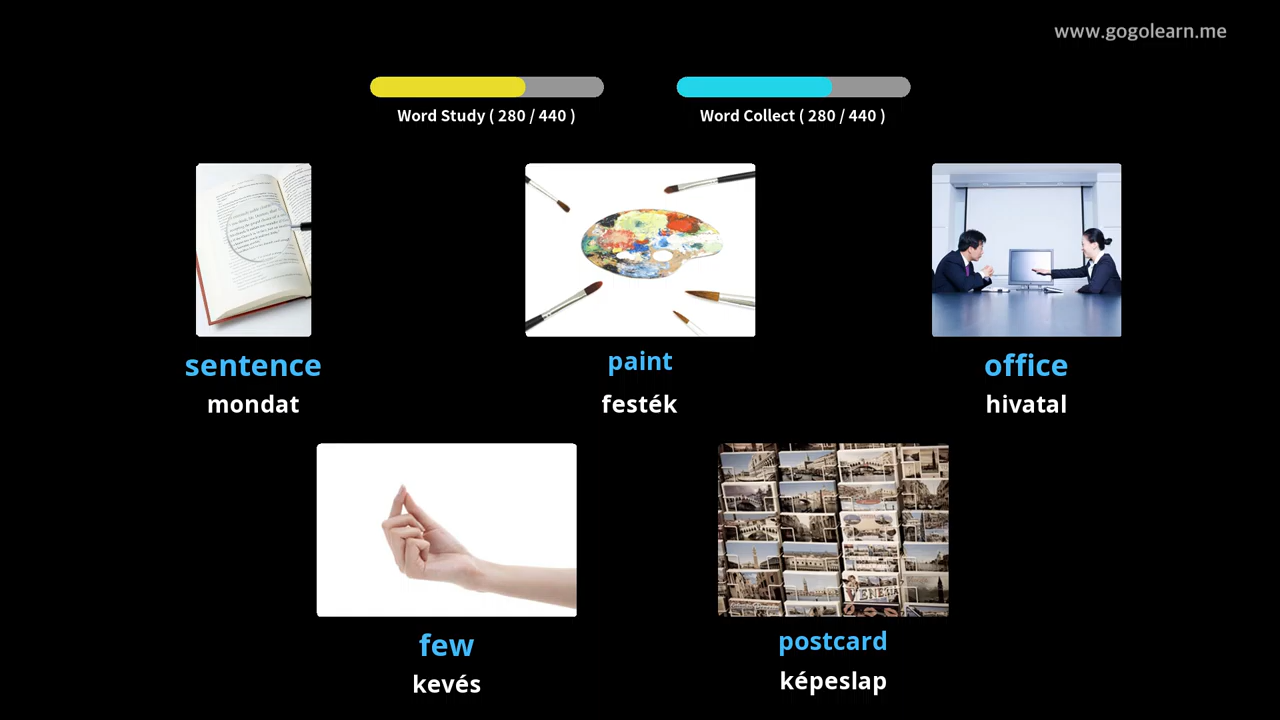 www.gogolearn.me
Word Study ( 280 / 440 )
Word Collect ( 280 / 440 )
sentence
mondat
paint
festék
office
hivatal
few
kevés
postcard
képeslap